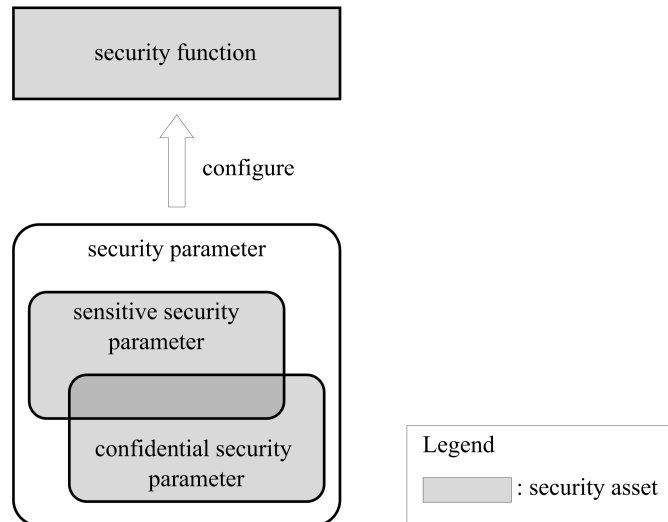 security function
configure
security parameter
sensitive security
parameter
confidential security
parameter
Legend
: security asset